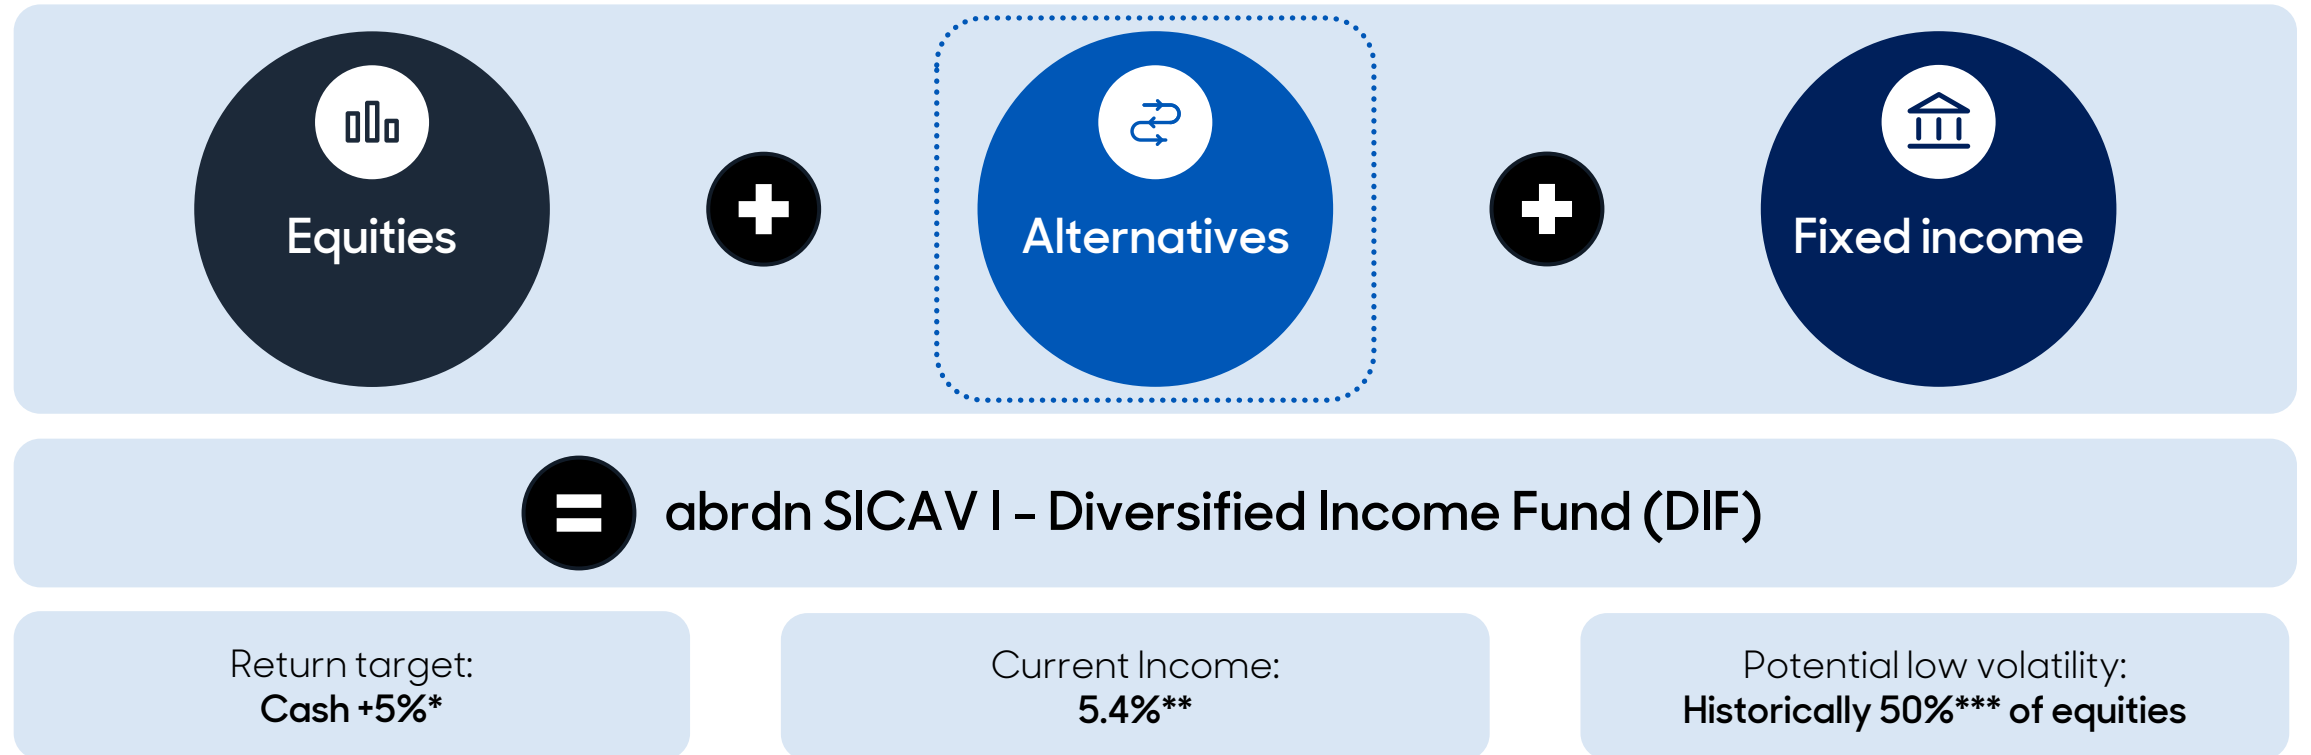 Equities
Alternatives
Fixed income
abrdn SICAV I - Diversified Income Fund (DIF)
Return target:
Cash +5%*
Current Income:
5.4%**
Potential low volatility:
Historically 50%*** of equities